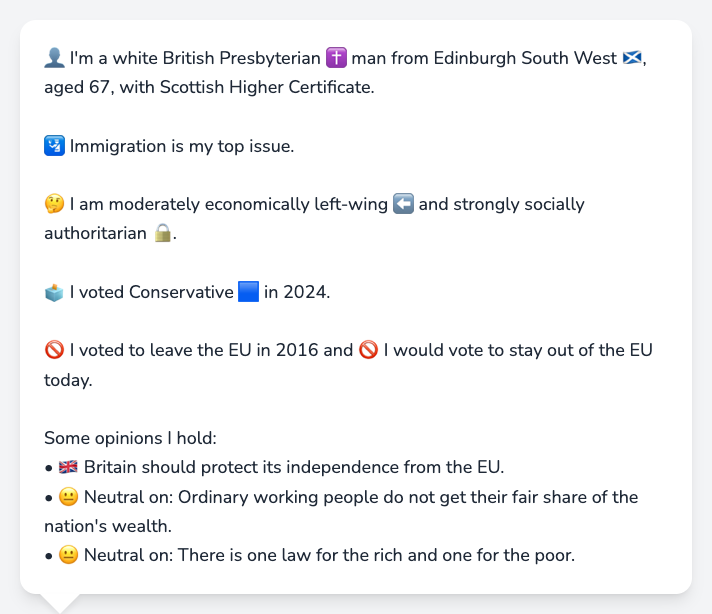 👤 I'm a white British Presbyterian ✝️ man from Edinburgh South West 🏴󠁧󠁢󠁳󠁣󠁴󠁿,
aged 67, with Scottish Higher Certificate.
🛂 Immigration is my top issue.
🤔 I am moderately economically left-wing ⬅️ and strongly socially
authoritarian 🔒.
🗳️ I voted Conservative 🟦 in 2024.
🚫 I voted to leave the EU in 2016 and 🚫 I would vote to stay out of the EU
today.
Some opinions I hold:
• 🇬🇧 Britain should protect its independence from the EU.
• 😐 Neutral on: Ordinary working people do not get their fair share of the
nation's wealth.
• 😐 Neutral on: There is one law for the rich and one for the poor.